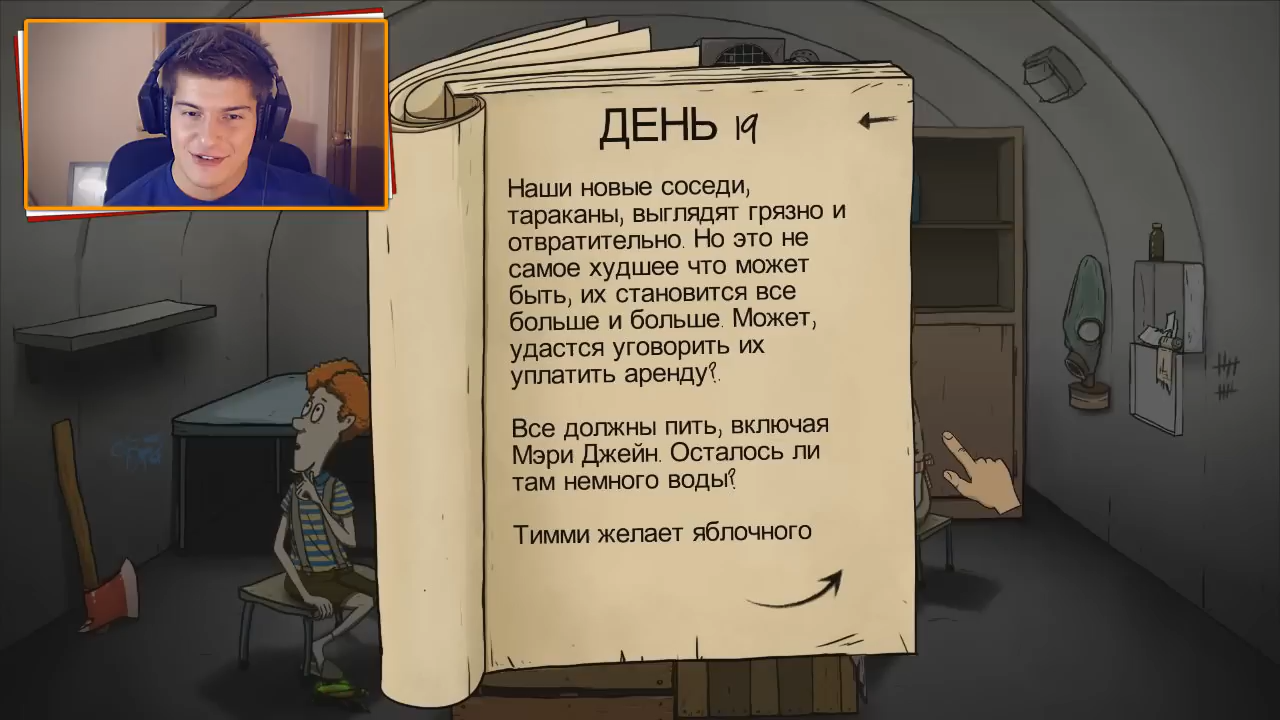 ДЕНЬ 19
Наши новые соседи,
тараканы, выглядят грязно и
отвратительно. Но это не
самое худшее что может
быть, их становится все
больше и больше. Может,
удастся уговорить их
уплатить аренду?.
Все должны пить, включая
Мэри Джейн. Осталось ли
там немного воды?
Тимми желает яблочного